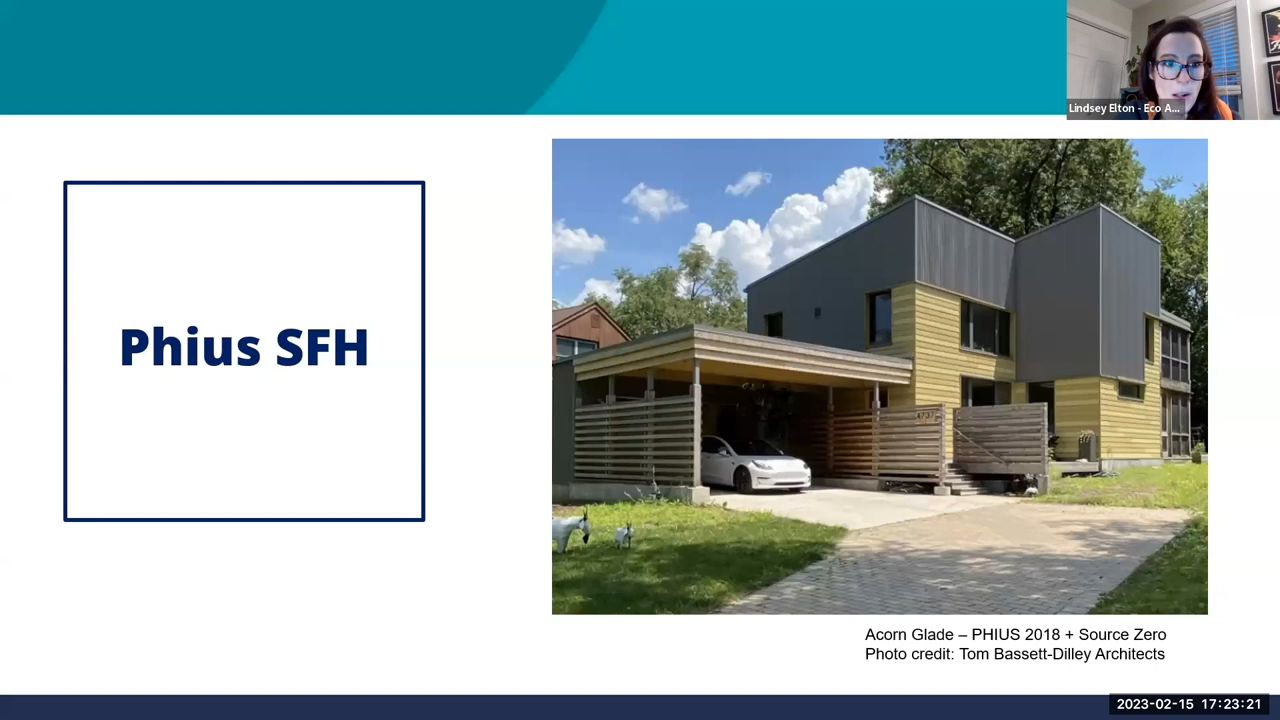 Lindsey Elton - Eco A...
Phius SFH
Acorn Glade – PHIUS 2018 + Source Zero
Photo credit: Tom Bassett-Dilley Architects
2023-02-15 17:23:21